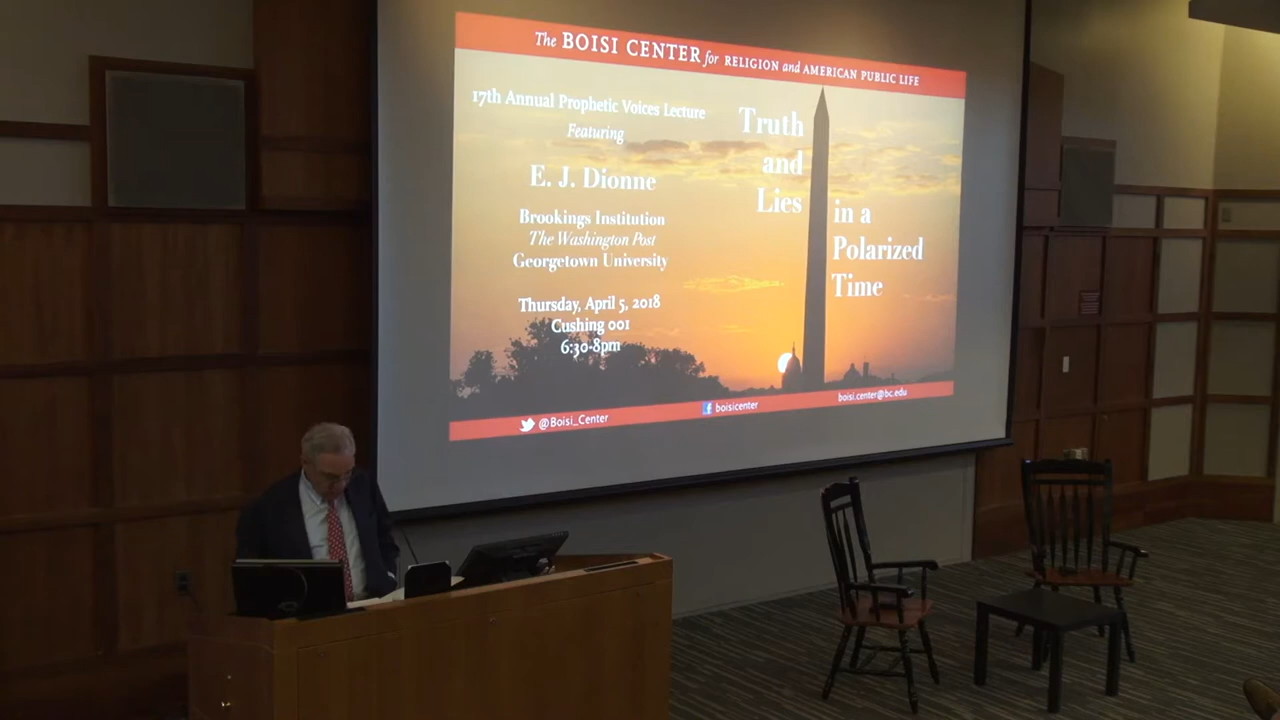 The BOISI CENTER for RELIGION and AMERICAN PUBLIC LIFE
17th Annual Prophetic Voices Lecture
Featuring
E. J. Dionne
Brookings Institution
The Washington Post
Georgetown University
Thursday, April 5, 2018
Cushing 001
6:30-8pm
Truth
and
Lies
in a
Polarized
Time
@Boisi_Center
boisicenter
boisi.center@bc.edu